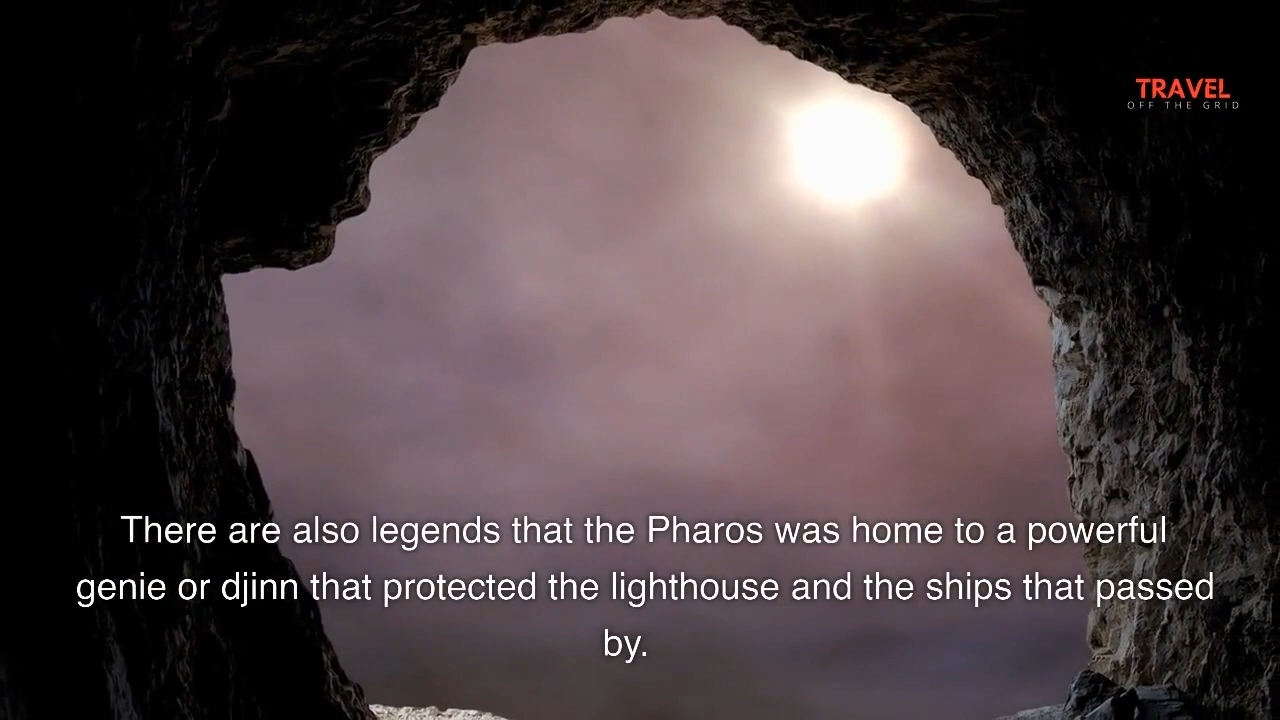 TRAVEL
OFF THE GRID
There are also legends that the Pharos was home to a powerful
genie or djinn that protected the lighthouse and the ships that passed
by.